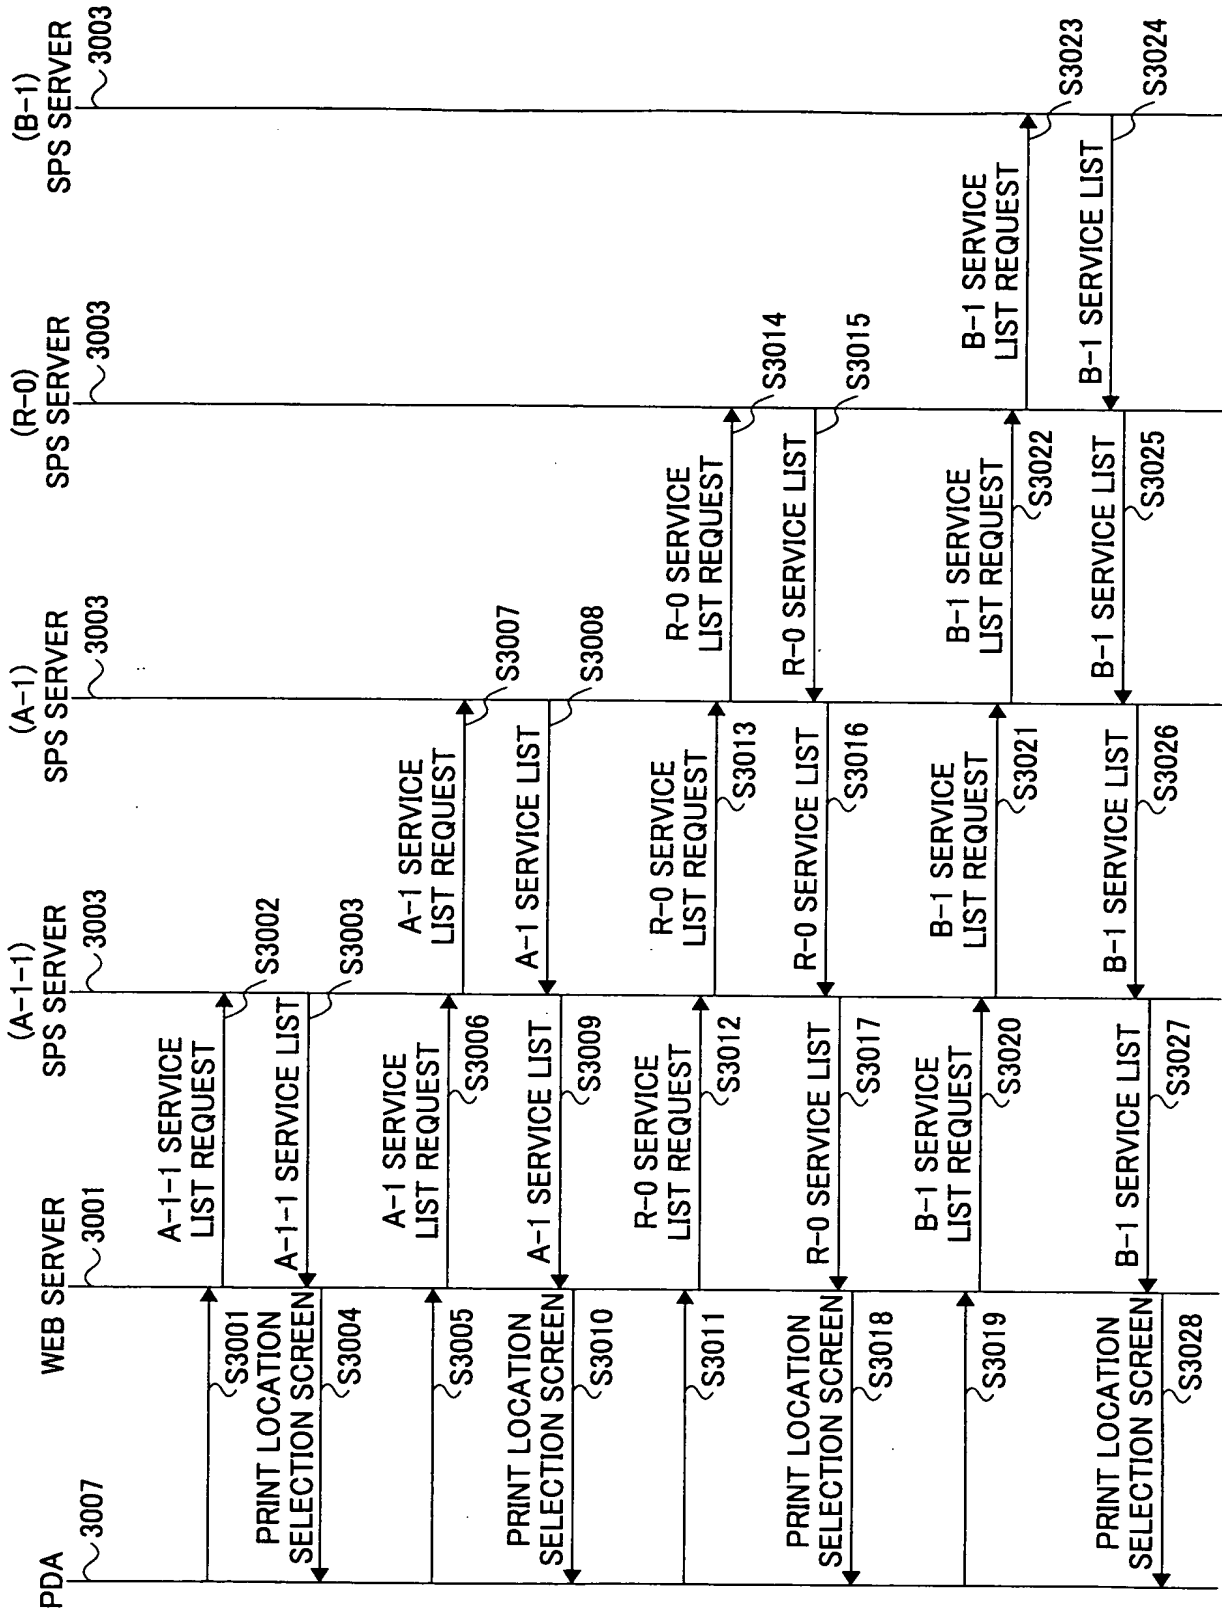 PDA
3007
WEB SERVER
3001
(A-1-1)
SPS SERVER
3003
(A-1)
SPS SERVER
3003
(R-0)
SPS SERVER
3003
(B-1)
SPS SERVER
3003
S3001
A-1-1 SERVICE
LIST REQUEST
S3002
A-1-1 SERVICE LIST
S3003
PRINT LOCATION
SELECTION SCREEN
S3004
S3005
A-1 SERVICE
LIST REQUEST
S3006
A-1 SERVICE
LIST REQUEST
S3007
A-1 SERVICE LIST
S3008
A-1 SERVICE LIST
S3009
PRINT LOCATION
SELECTION SCREEN
S3010
S3011
R-0 SERVICE
LIST REQUEST
S3012
R-0 SERVICE
LIST REQUEST
S3013
R-0 SERVICE
LIST REQUEST
S3014
R-0 SERVICE LIST
S3015
R-0 SERVICE LIST
S3016
R-0 SERVICE LIST
S3017
PRINT LOCATION
SELECTION SCREEN
S3018
S3019
B-1 SERVICE
LIST REQUEST
S3020
B-1 SERVICE
LIST REQUEST
S3021
B-1 SERVICE
LIST REQUEST
S3022
B-1 SERVICE
LIST REQUEST
S3023
B-1 SERVICE LIST
S3024
B-1 SERVICE LIST
S3025
B-1 SERVICE LIST
S3026
B-1 SERVICE LIST
S3027
PRINT LOCATION
SELECTION SCREEN
S3028